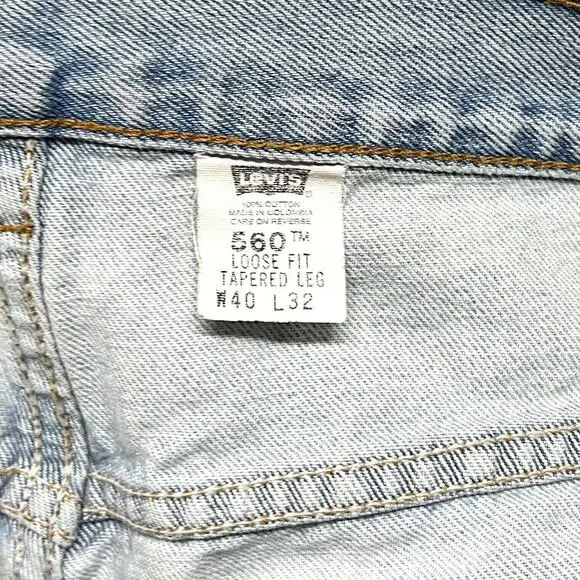 LEVI'S ®
100% COTTON
MADE IN COLOMBIA
CARE ON REVERSE
560™
LOOSE FIT
TAPERED LEG
W40 L32